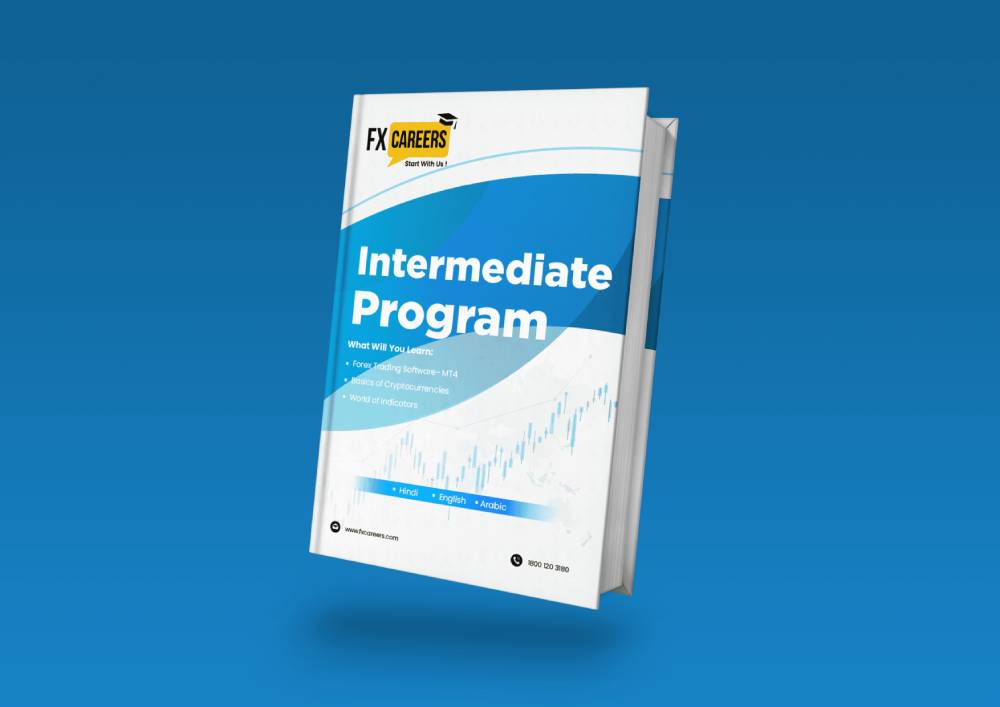 FX CAREERS
Start With Us !
Intermediate
Program
What Will You Learn:
• Forex Trading Software- MT4
• Basics of Cryptocurrencies
• World of Indicators
• Hindi • English • Arabic
www.fxcareers.com
1800 120 3180